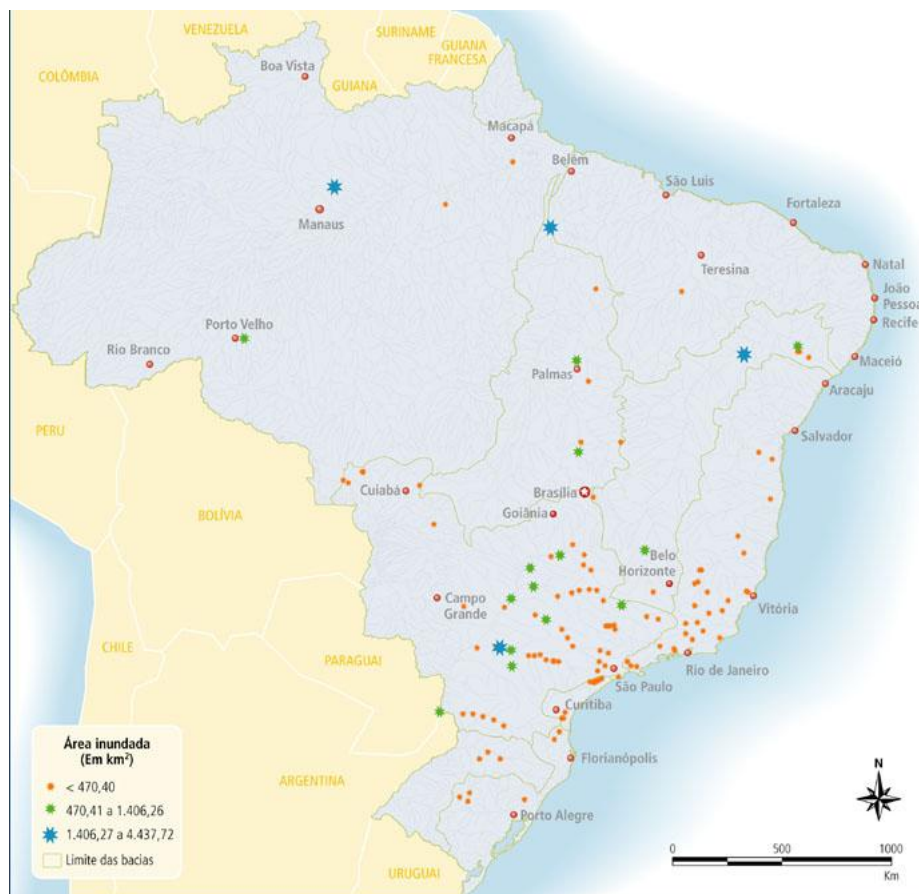 VENEZUELA
SURINAME
GUIANA
FRANCESA
COLÔMBIA
Boa Vista
GUIANA
Macapá
Belém
São Luis
Fortaleza
Manaus
Teresina
Natal
João
Pessoa
Recife
Porto Velho
Rio Branco
Palmas
Maceió
Aracaju
Salvador
PERU
Cuiabá
Brasília
Goiânia
BOLÍVIA
Belo
Horizonte
Campo
Grande
Vitória
CHILE
PARAGUAI
Rio de Janeiro
São Paulo
Curitiba
Florianópolis
ARGENTINA
Porto Alegre
URUGUAI
Área inundada
(Em km²)
< 470,40
470,41 a 1.406,26
1.406,27 a 4.437,72
Limite das bacias
N
0 500 1000
Km